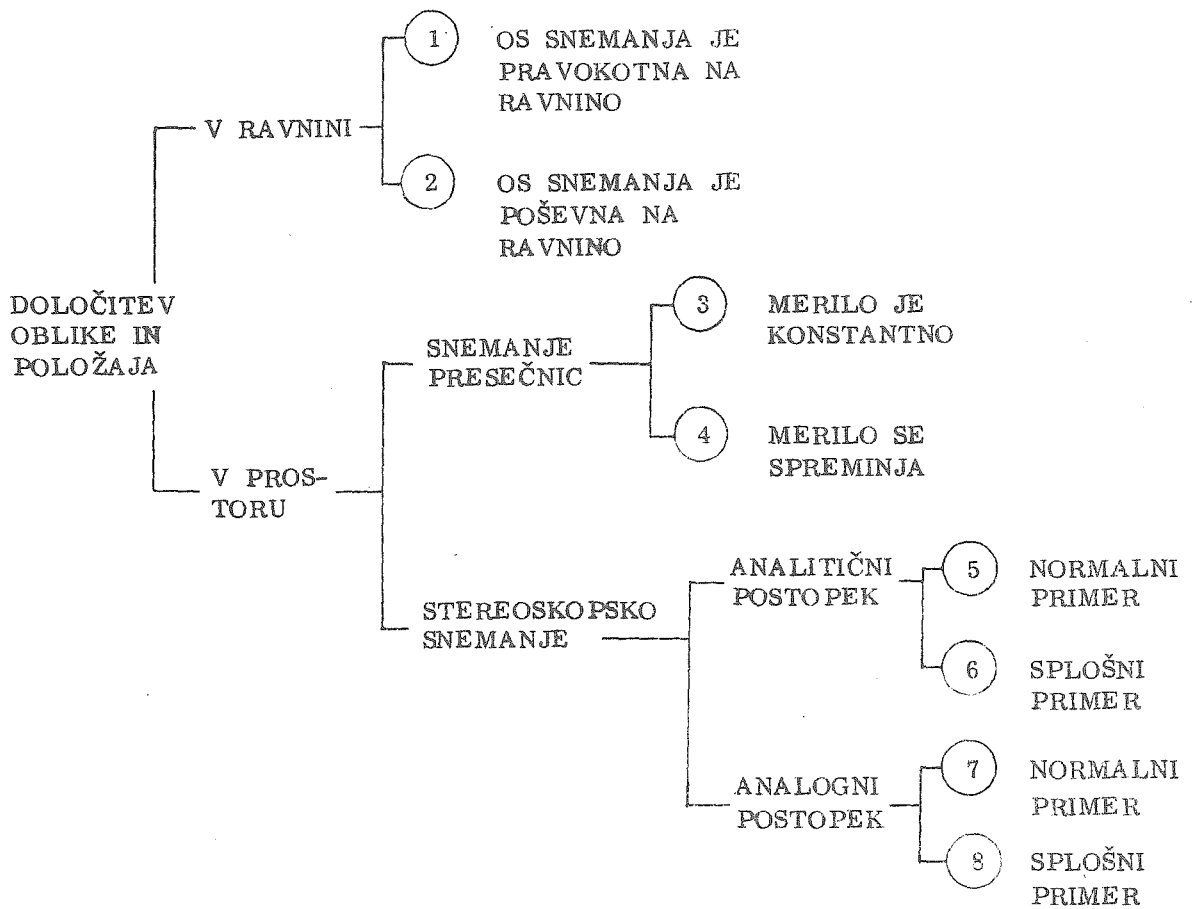 1 OS SNEMANJA JE
PRAVOKOTNA NA
RAVNINO
V RAVNINI
2 OS SNEMANJA JE
POŠEVNA NA
RAVNINO
DOLOČITEV
OBLIKE IN
POLOŽAJA
3 MERILO JE
KONSTANTNO
SNEMANJE
PRESEČNIC
4 MERILO SE
SPREMINJA
V PROS-
TORU
ANALITIČNI
POSTOPEK
5 NORMALNI
PRIMER
STEREOSKOPSKO
SNEMANJE
6 SPLOŠNI
PRIMER
7 NORMALNI
PRIMER
ANALOGNI
POSTOPEK
8 SPLOŠNI
PRIMER